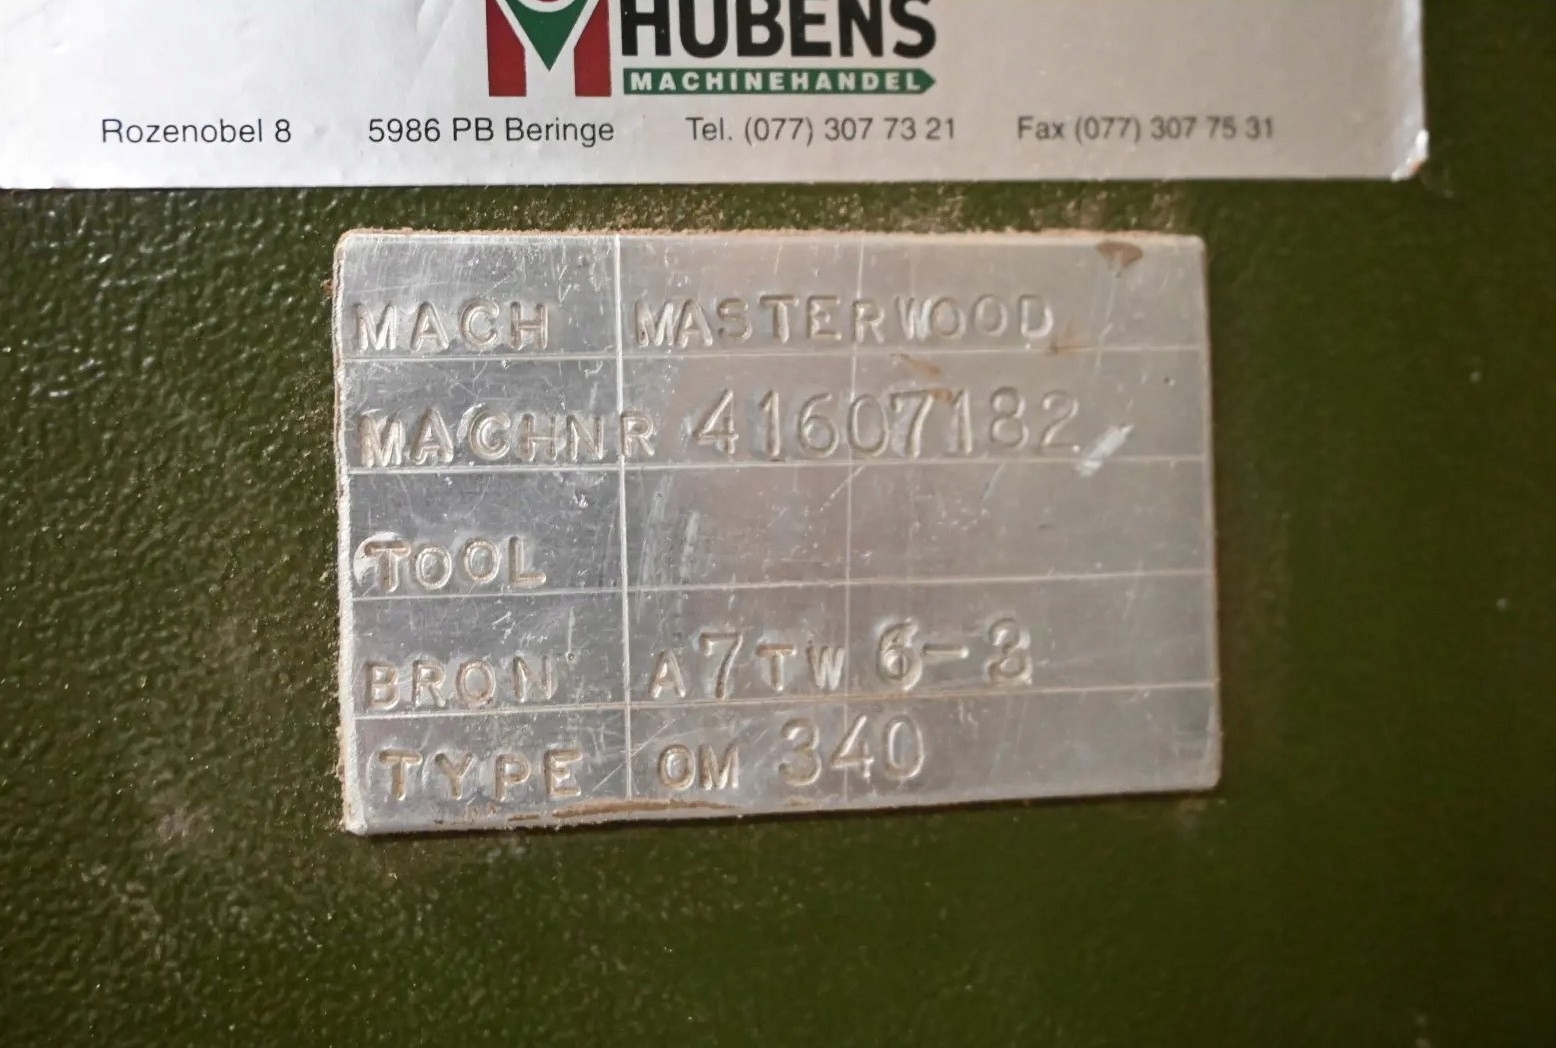 HUBENS
MACHINEHANDEL
Rozenobel 8 5986 PB Beringe Tel. (077) 307 73 21 Fax (077) 307 75 31
MACH MASTERWOOD
MACHNR 41607182
TOOL
BRON A7TW 6-2
TYPE OM 340